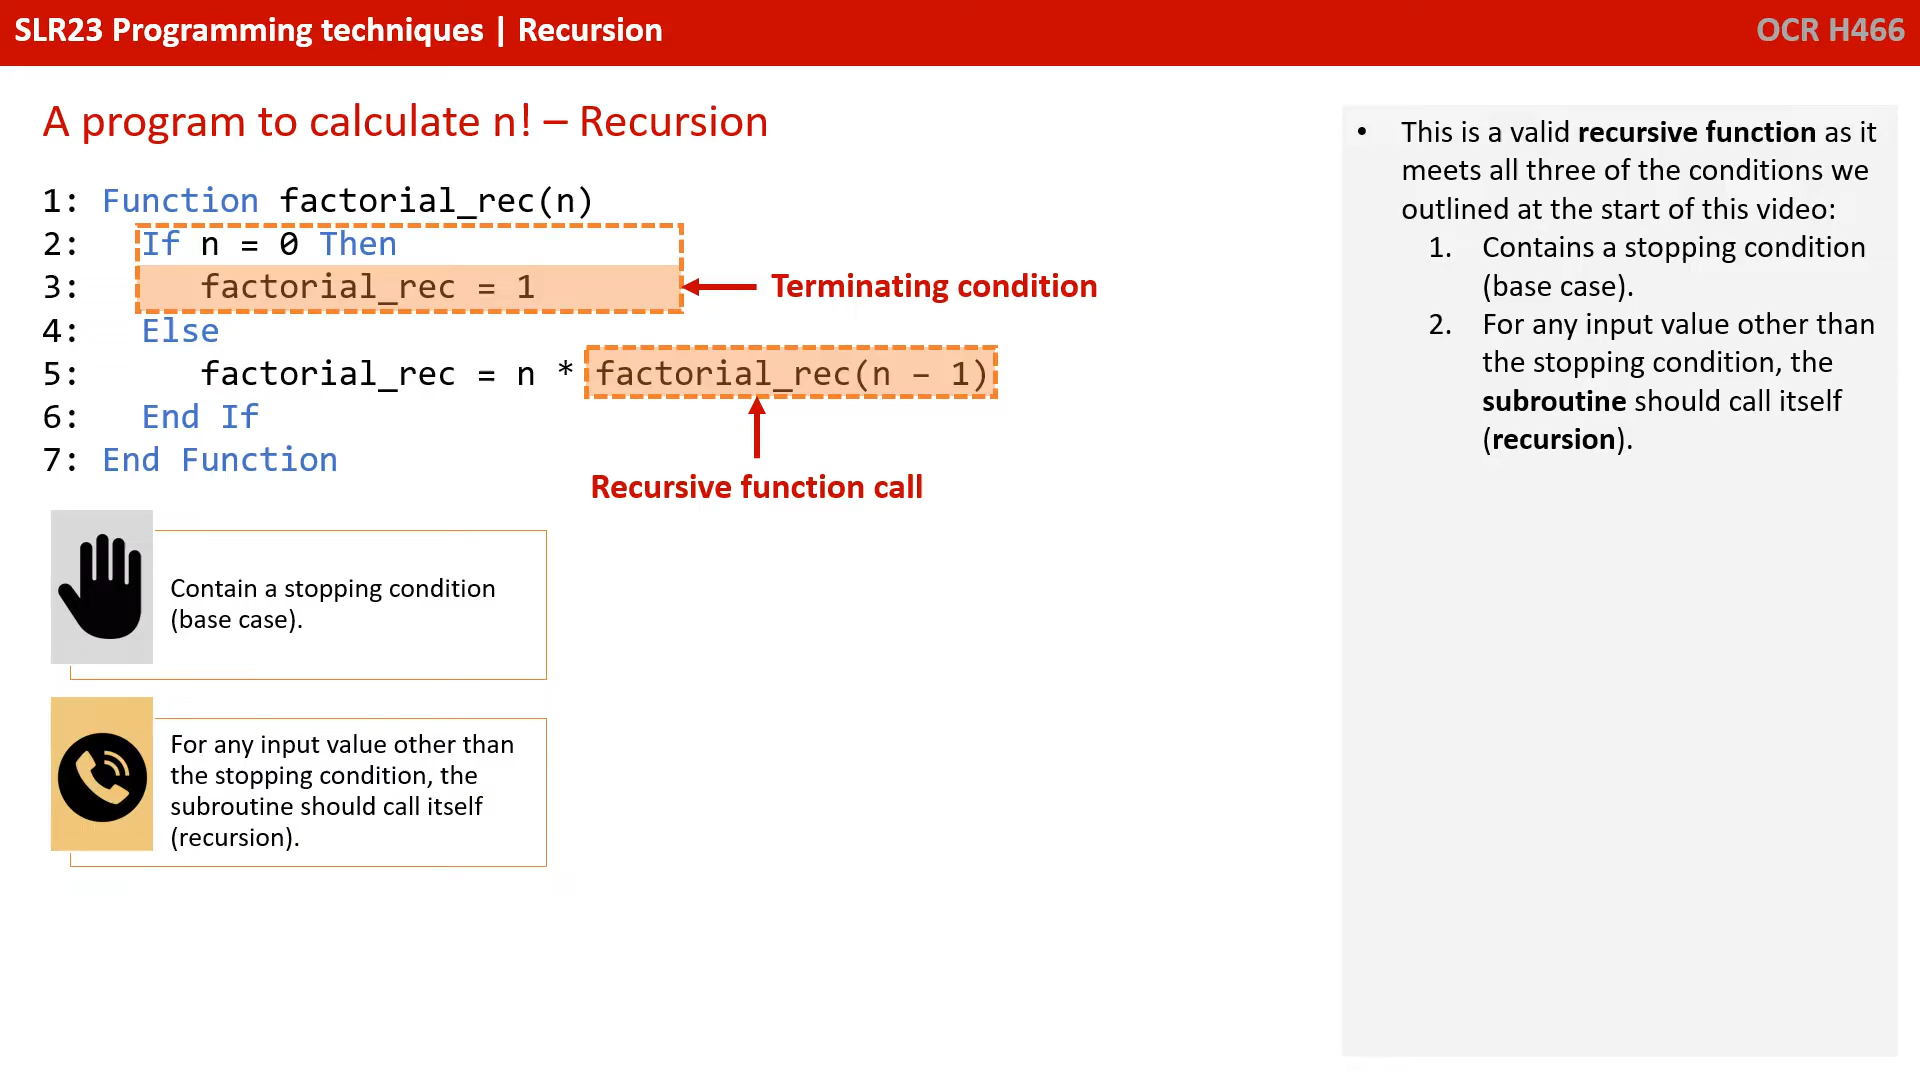 SLR23 Programming techniques | Recursion
OCR H466
A program to calculate n! – Recursion
1: Function factorial_rec(n)
2: If n = 0 Then
3: factorial_rec = 1
Terminating condition
4: Else
5: factorial_rec = n * factorial_rec(n – 1)
6: End If
7: End Function
Recursive function call
Contain a stopping condition
(base case).
For any input value other than
the stopping condition, the
subroutine should call itself
(recursion).
• This is a valid recursive function as it
meets all three of the conditions we
outlined at the start of this video:
1. Contains a stopping condition
(base case).
2. For any input value other than
the stopping condition, the
subroutine should call itself
(recursion).